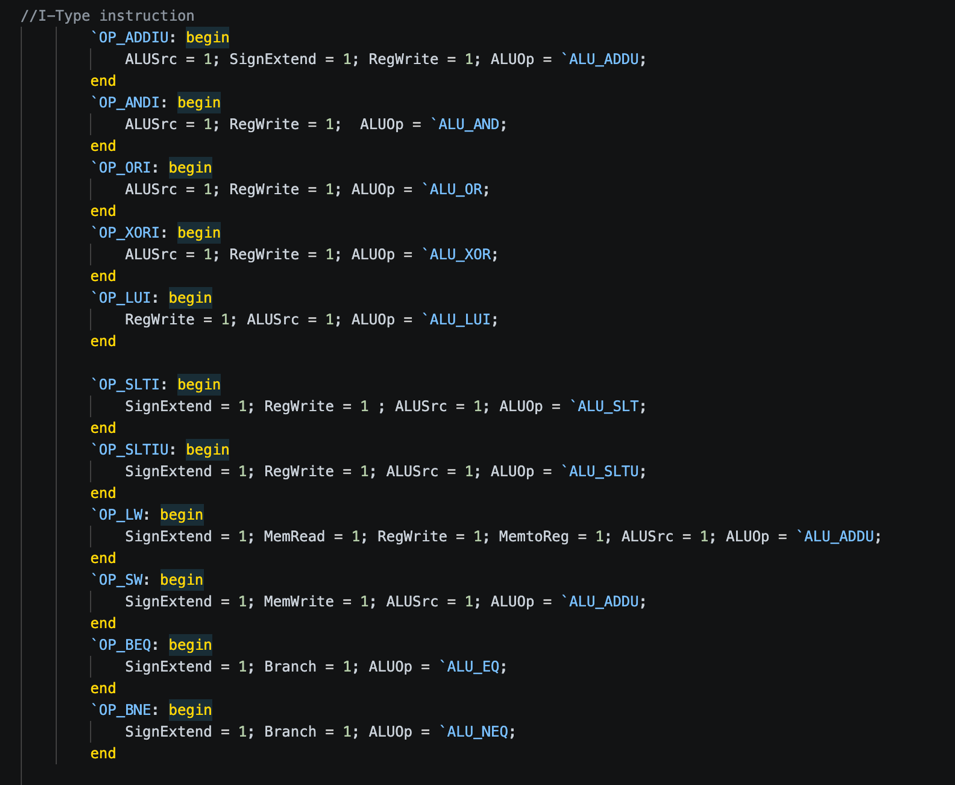 //I-Type instruction
`OP_ADDIU: begin
ALUSrc = 1; SignExtend = 1; RegWrite = 1; ALUOp = `ALU_ADDU;
end
`OP_ANDI: begin
ALUSrc = 1; RegWrite = 1;  ALUOp = `ALU_AND;
end
`OP_ORI: begin
ALUSrc = 1; RegWrite = 1; ALUOp = `ALU_OR;
end
`OP_XORI: begin
ALUSrc = 1; RegWrite = 1; ALUOp = `ALU_XOR;
end
`OP_LUI: begin
RegWrite = 1; ALUSrc = 1; ALUOp = `ALU_LUI;
end
`OP_SLTI: begin
SignExtend = 1; RegWrite = 1 ; ALUSrc = 1; ALUOp = `ALU_SLT;
end
`OP_SLTIU: begin
SignExtend = 1; RegWrite = 1; ALUSrc = 1; ALUOp = `ALU_SLTU;
end
`OP_LW: begin
SignExtend = 1; MemRead = 1; RegWrite = 1; MemtoReg = 1; ALUSrc = 1; ALUOp = `ALU_ADDU;
end
`OP_SW: begin
SignExtend = 1; MemWrite = 1; ALUSrc = 1; ALUOp = `ALU_ADDU;
end
`OP_BEQ: begin
SignExtend = 1; Branch = 1; ALUOp = `ALU_EQ;
end
`OP_BNE: begin
SignExtend = 1; Branch = 1; ALUOp = `ALU_NEQ;
end